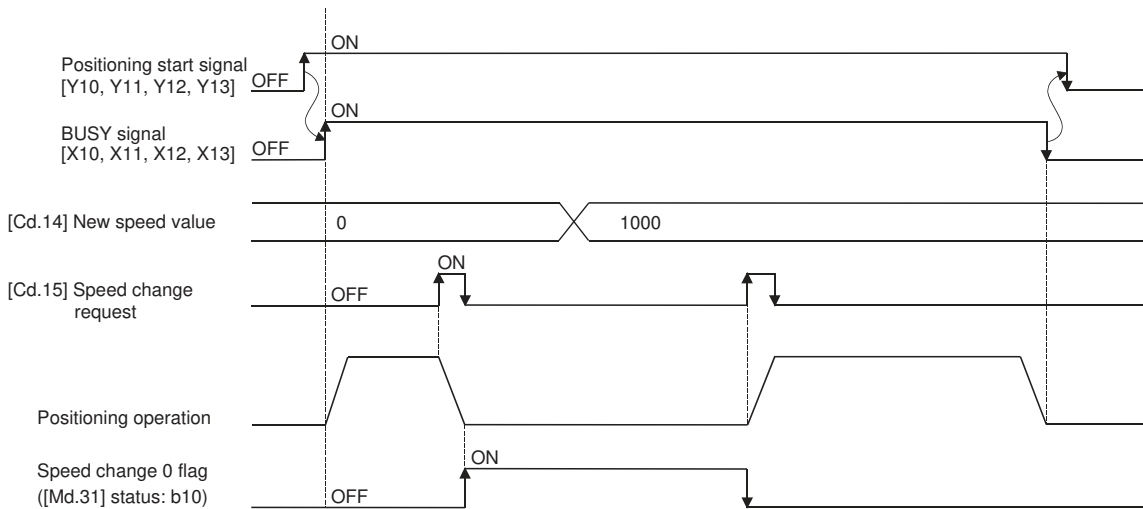 ON
Positioning start signal
[Y10, Y11, Y12, Y13]
OFF
ON
BUSY signal
[X10, X11, X12, X13]
OFF
[Cd.14] New speed value
0
1000
ON
[Cd.15] Speed change
request
OFF
Positioning operation
ON
Speed change 0 flag
([Md.31] status: b10)
OFF